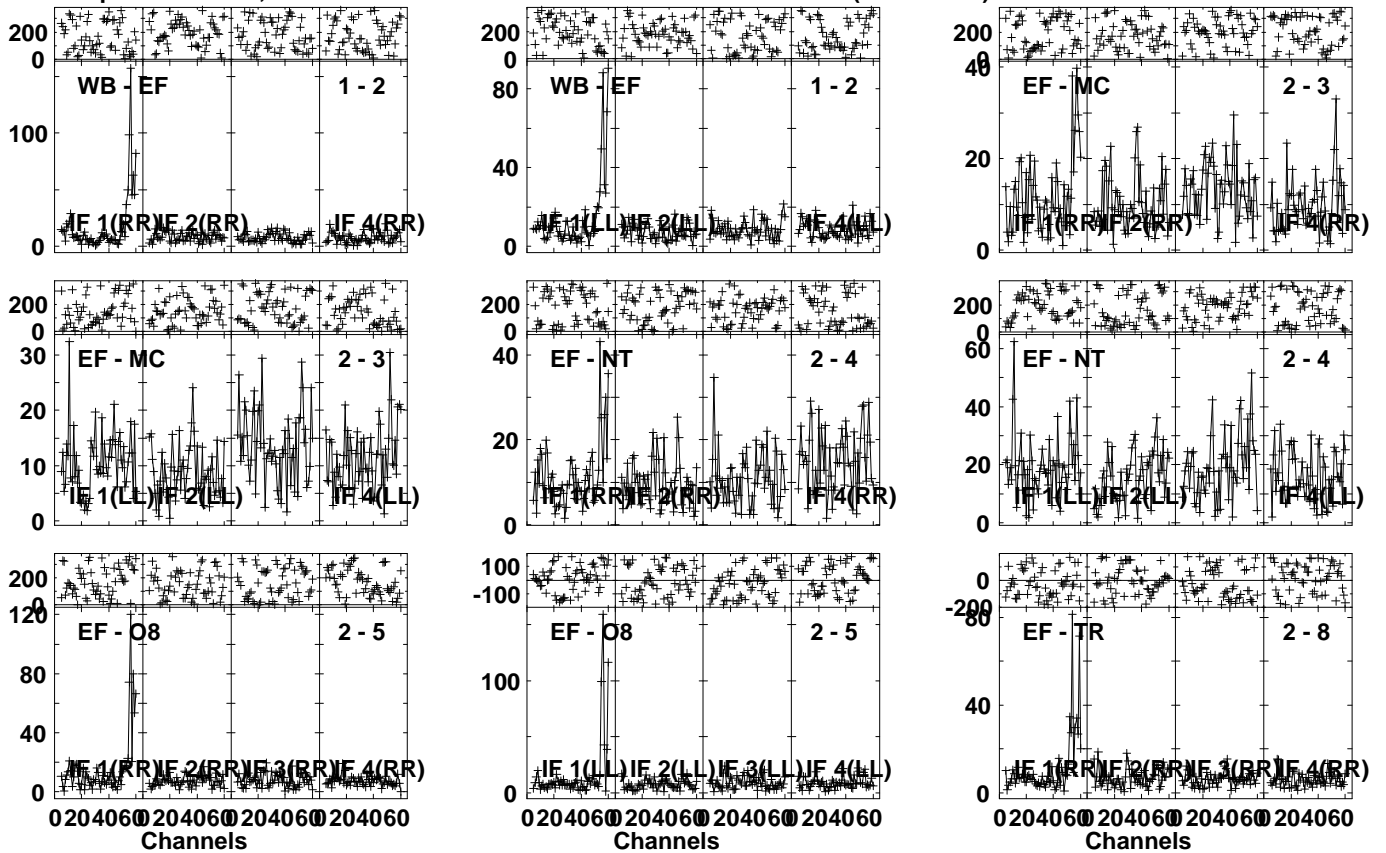 200 200 200
0 0 0
WB - EF 1 - 2 WB - EF 1 - 2 EF - MC 2 - 3
40
80
100
40
20
IF 1(RR) IF 2(RR) IF 4(RR) IF 1(LL) IF 2(LL) IF 4(LL) IF 1(RR) IF 2(RR) IF 4(RR)
0 0 0
200 200 200
0 0 0
EF - MC 2 - 3 EF - NT 2 - 4 EF - NT 2 - 4
30 40 60
20 20 40
10 20
IF 1(LL) IF 2(LL) IF 4(LL) IF 1(RR) IF 2(RR) IF 4(RR) IF 1(LL) IF 2(LL) IF 4(LL)
0 0 0
200 100 0
0 -100 -200
120 80
EF - O8 2 - 5 EF - O8 2 - 5 EF - TR 2 - 8
80 100 40
40
IF 1(RR) IF 2(RR) IF 3(RR) IF 4(RR) IF 1(LL) IF 2(LL) IF 3(LL) IF 4(LL) IF 1(RR) IF 2(RR) IF 3(RR) IF 4(RR)
0 0 0
0 20 40 60 0 20 40 60 0 20 40 60 0 20 40 60 0 20 40 60 0 20 40 60 0 20 40 60 0 20 40 60 0 20 40 60 0 20 40 60 0 20 40 60 0 20 40 60
Channels Channels Channels